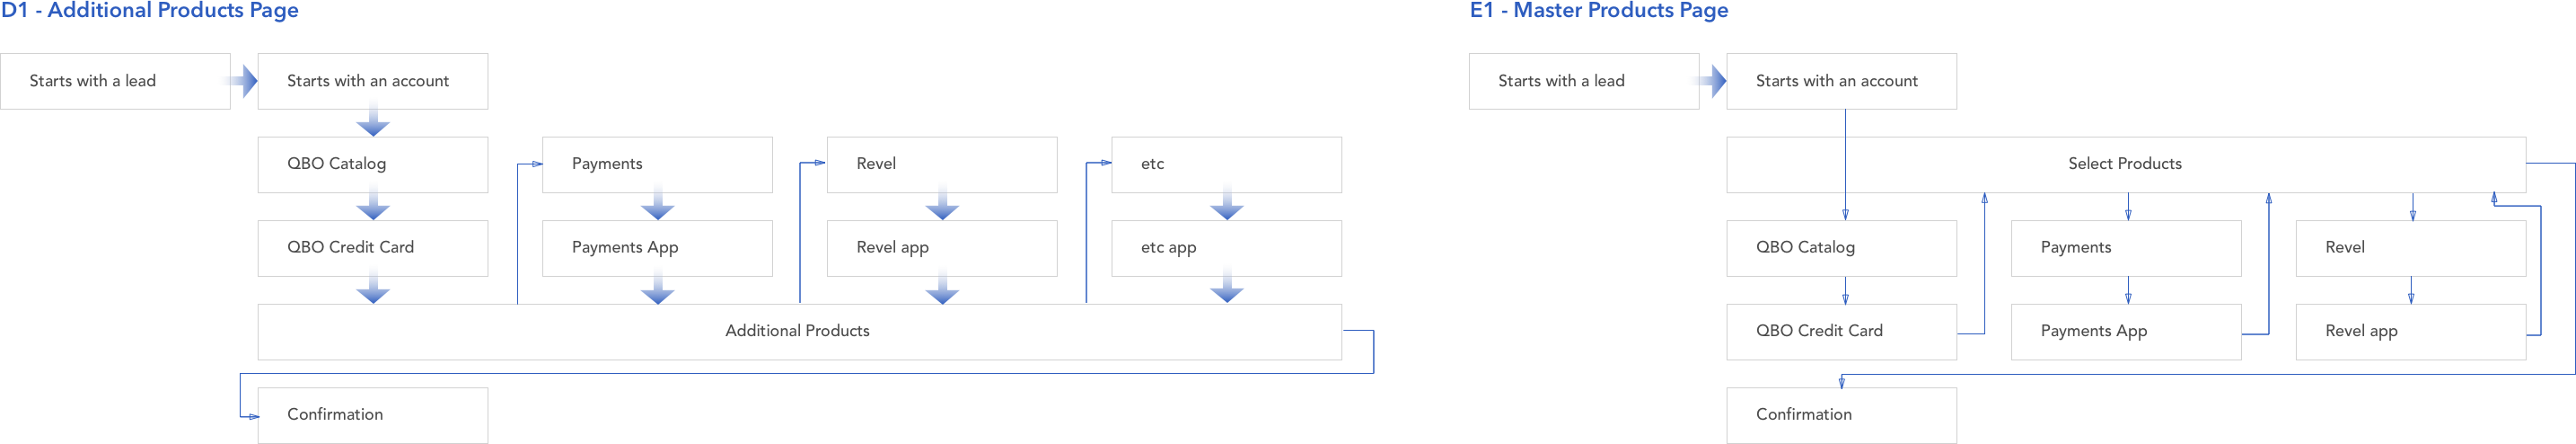 D1 - Additional Products Page
Starts with a lead
Starts with an account
QBO Catalog
Payments
Revel
etc
QBO Credit Card
Payments App
Revel app
etc app
Additional Products
Confirmation
E1 - Master Products Page
Starts with a lead
Starts with an account
Select Products
QBO Catalog
Payments
Revel
QBO Credit Card
Payments App
Revel app
Confirmation